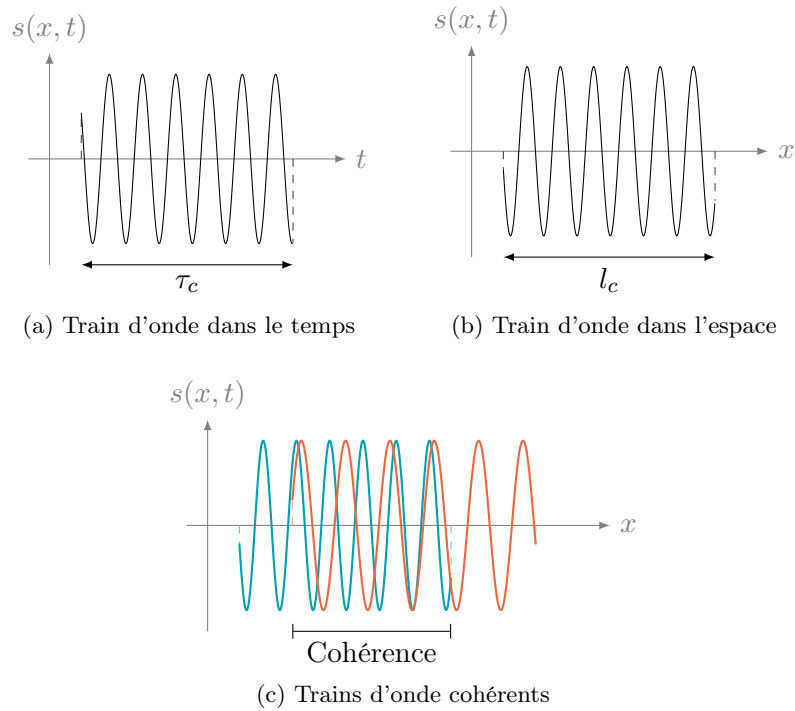 s(x, t)
t
τc
(a) Train d'onde dans le temps
s(x, t)
x
lc
(b) Train d'onde dans l'espace
s(x, t)
x
Cohérence
(c) Trains d'onde cohérents